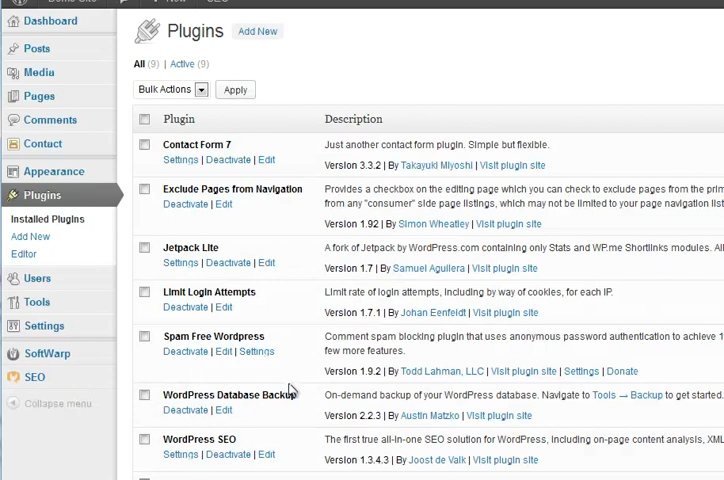 Demo Site New SEO
Dashboard
Posts
Media
Pages
Comments
Contact
Appearance
Plugins
Installed Plugins
Add New
Editor
Users
Tools
Settings
SoftWarp
SEO
Collapse menu
Plugins Add New
All (9) | Active (9)
Bulk Actions Apply
Plugin Description
Contact Form 7 Just another contact form plugin. Simple but flexible.
Settings | Deactivate | Edit Version 3.3.2 | By Takayuki Miyoshi | Visit plugin site
Exclude Pages from Navigation Provides a checkbox on the editing page which you can check to exclude pages from the prim
Deactivate | Edit from any "consumer" side page listings, which may not be limited to your page navigation
Version 1.92 | By Simon Wheatley | Visit plugin site
Jetpack Lite A fork of Jetpack by WordPress.com containing only Stats and WP.me Shortlinks modules. Al
Settings | Deactivate | Edit Version 1.7 | By Samuel Aguilera | Visit plugin site
Limit Login Attempts Limit rate of login attempts, including by way of cookies, for each IP.
Deactivate | Edit Version 1.7.1 | By Johan Eenfeldt | Visit plugin site
Spam Free Wordpress Comment spam blocking plugin that uses anonymous password authentication to achieve 1
Deactivate | Edit | Settings few more features.
Version 1.9.2 | By Todd Lahman, LLC | Visit plugin site | Settings | Donate
WordPress Database Backup On-demand backup of your WordPress database. Navigate to Tools → Backup to get started.
Deactivate | Edit Version 2.2.3 | By Austin Matzko | Visit plugin site
WordPress SEO The first true all-in-one SEO solution for WordPress, including on-page content analysis, XML
Settings | Deactivate | Edit Version 1.3.4.3 | By Joost de Valk | Visit plugin site